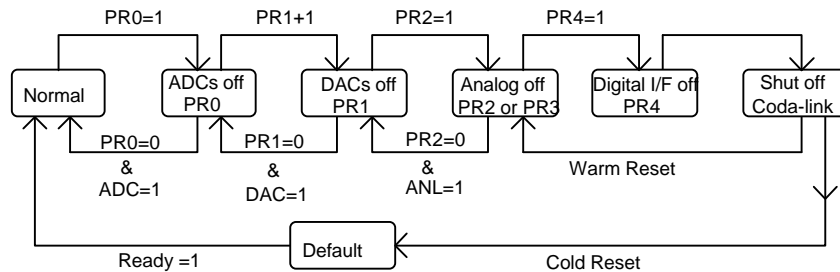 PR0=1
PR1+1
PR2=1
PR4=1
Normal
ADCs off
PR0
DACs off
PR1
Analog off
PR2 or PR3
Digital I/F off
PR4
Shut off
Coda-link
PR0=0
&
ADC=1
PR1=0
&
DAC=1
PR2=0
&
ANL=1
Warm Reset
Ready =1
Default
Cold Reset